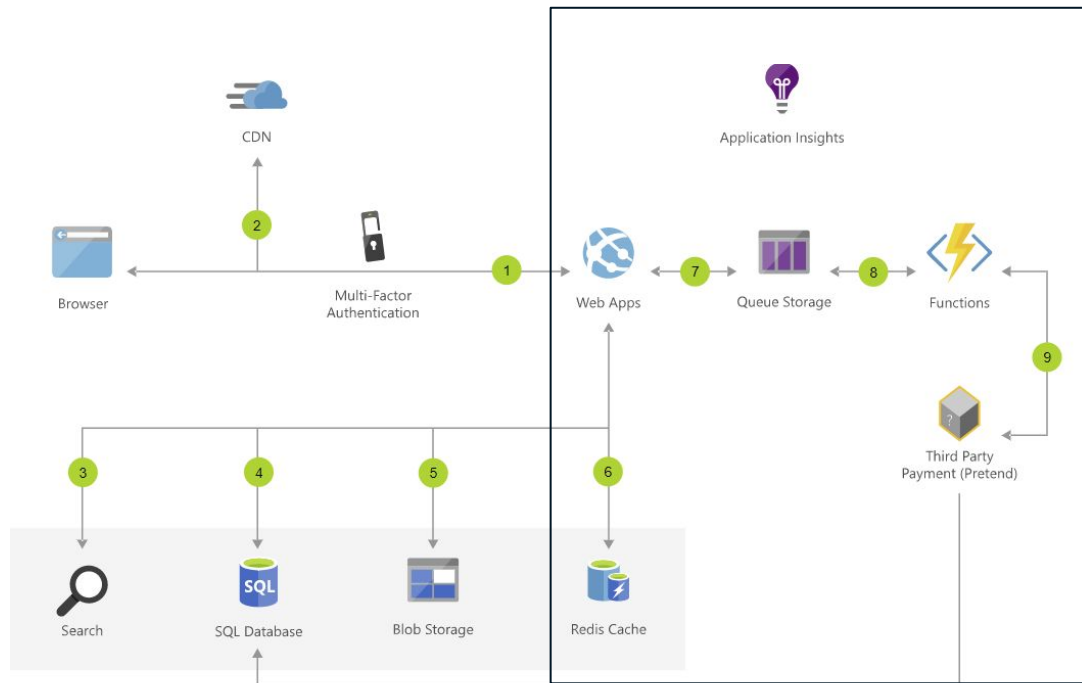 CDN
Application Insights
2
1
7
8
Browser
Multi-Factor
Authentication
Web Apps
Queue Storage
Functions
9
?
Third Party
Payment (Pretend)
3
4
5
6
SQL
Search
SQL Database
Blob Storage
Redis Cache